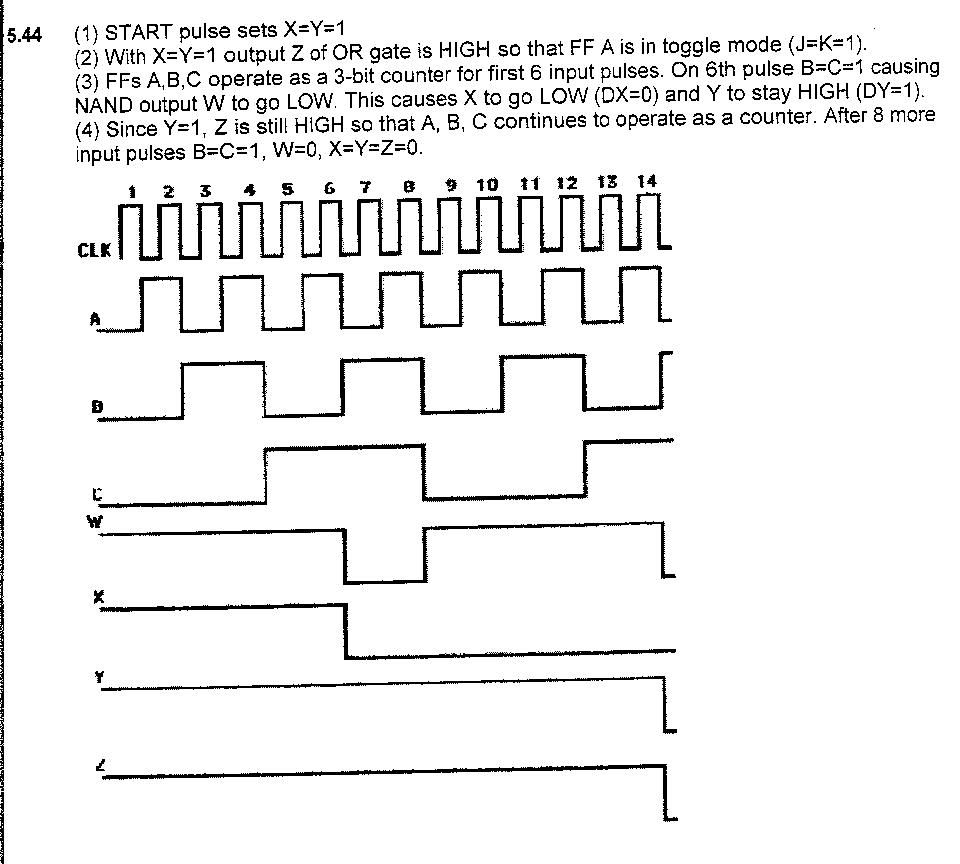 5.44 (1) START pulse sets X=Y=1
(2) With X=Y=1 output Z of OR gate is HIGH so that FF A is in toggle mode (J=K=1).
(3) FFs A,B,C operate as a 3-bit counter for first 6 input pulses. On 6th pulse B=C=1 causing
NAND output W to go LOW. This causes X to go LOW (DX=0) and Y to stay HIGH (DY=1).
(4) Since Y=1, Z is still HIGH so that A, B, C continues to operate as a counter. After 8 more
input pulses B=C=1, W=0, X=Y=Z=0.
1 2 3 4 5 6 7 8 9 10 11 12 13 14
CLK
A
B
C
W
X
Y
Z